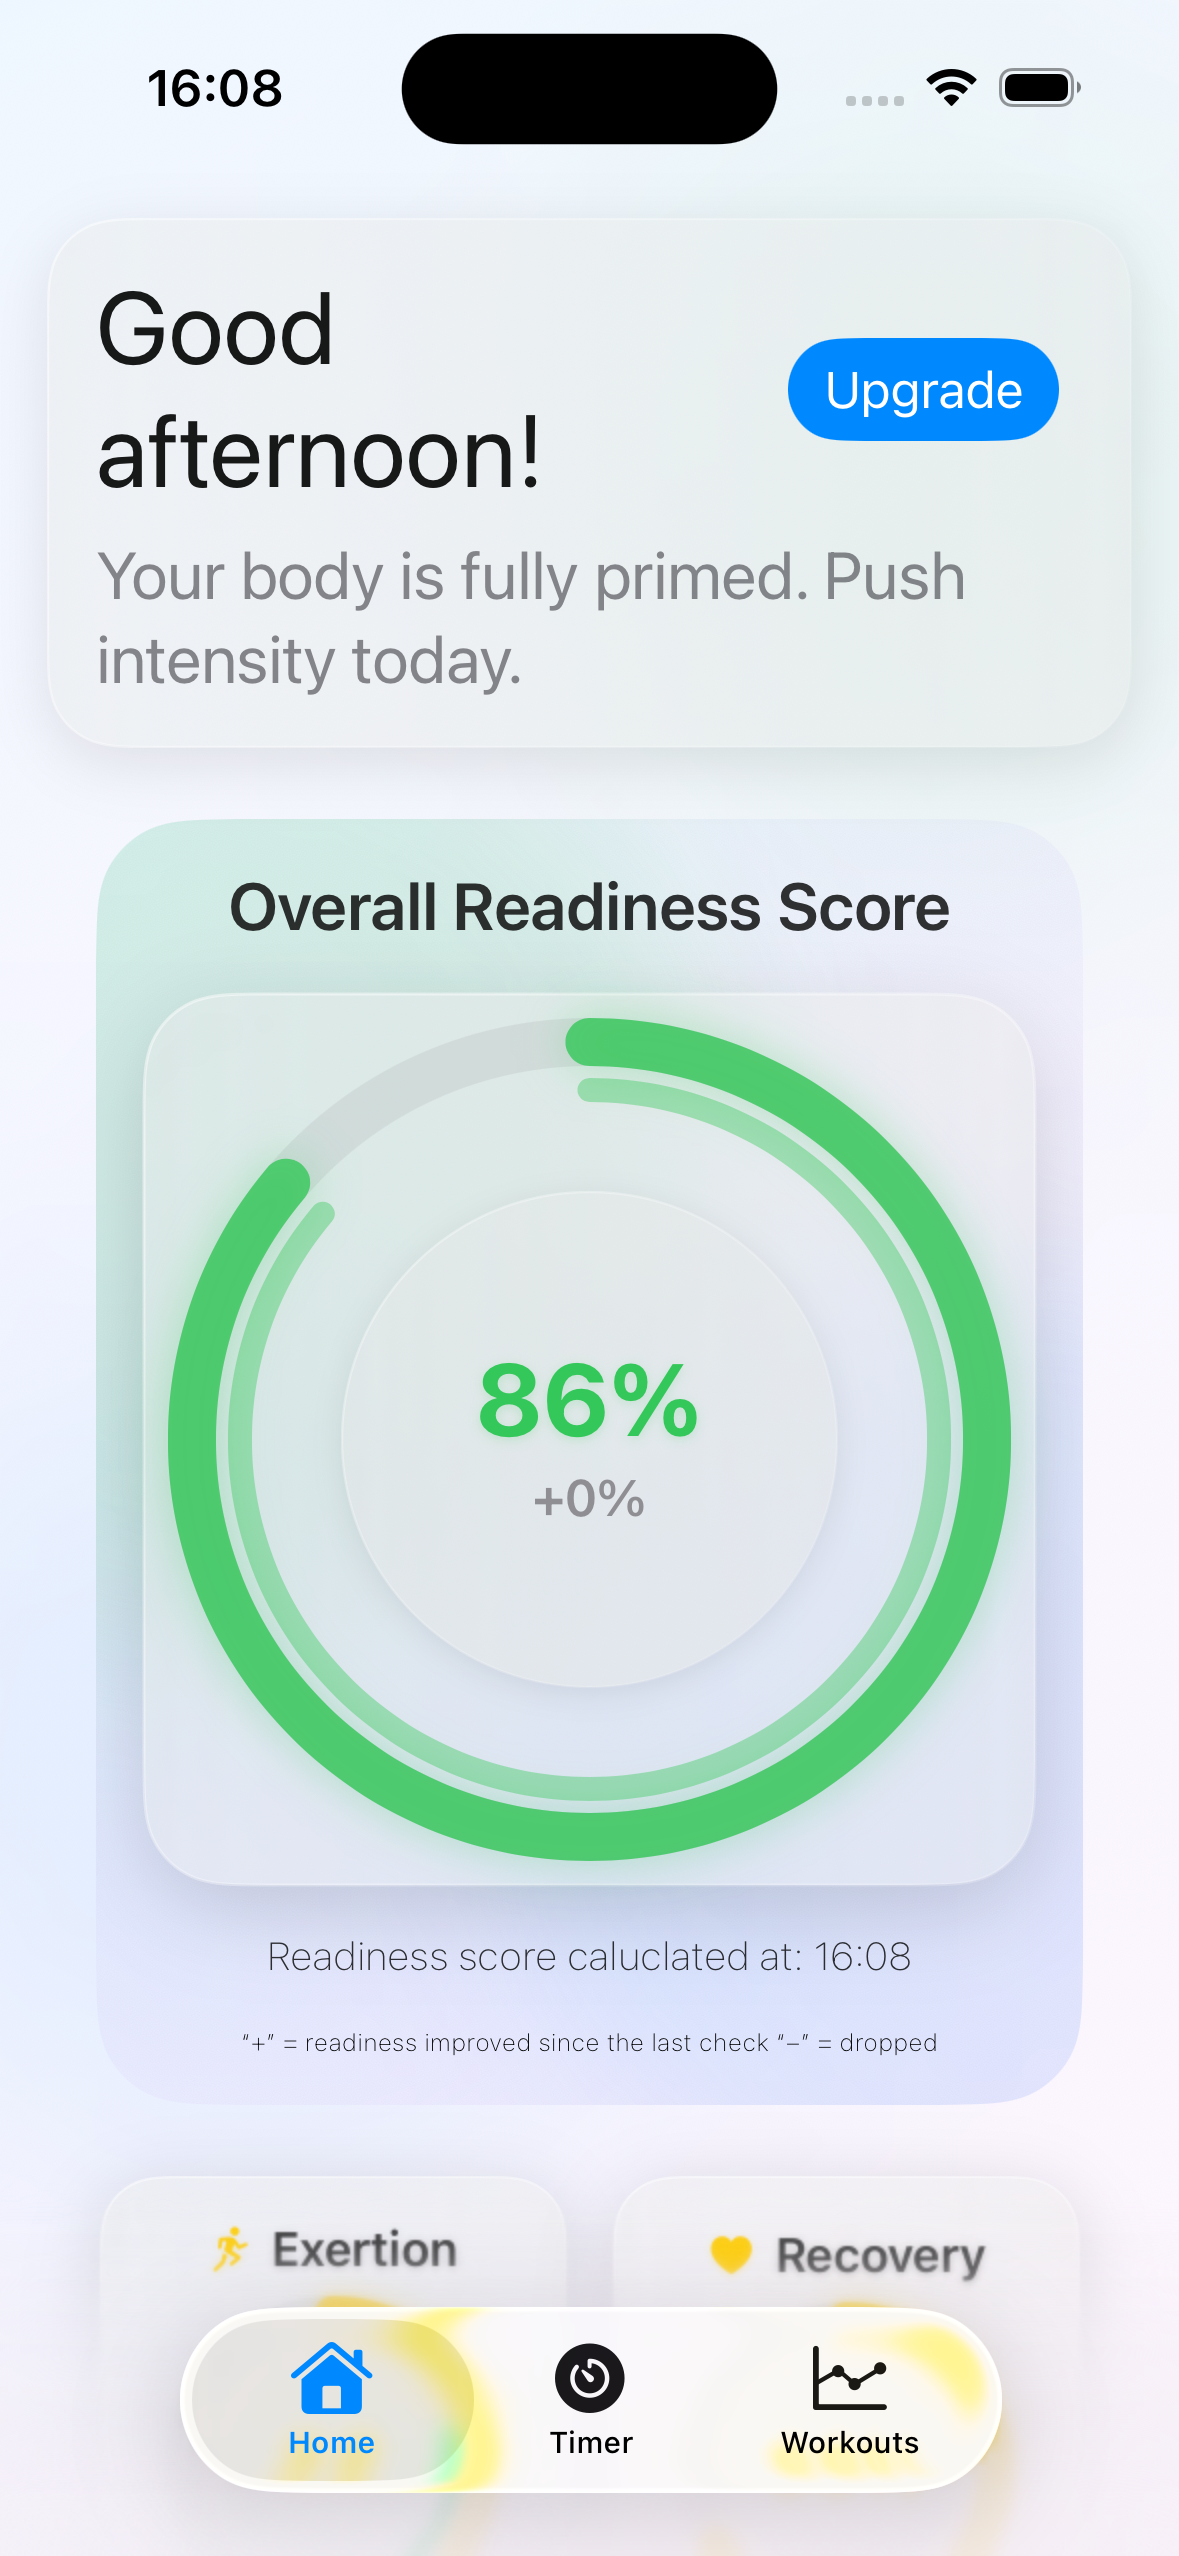 16:08
Good
afternoon!
Upgrade
Your body is fully primed. Push
intensity today.
Overall Readiness Score
86%
+0%
Readiness score caluclated at: 16:08
“+” = readiness improved since the last check “–” = dropped
Exertion
Recovery
Home
Timer
Workouts